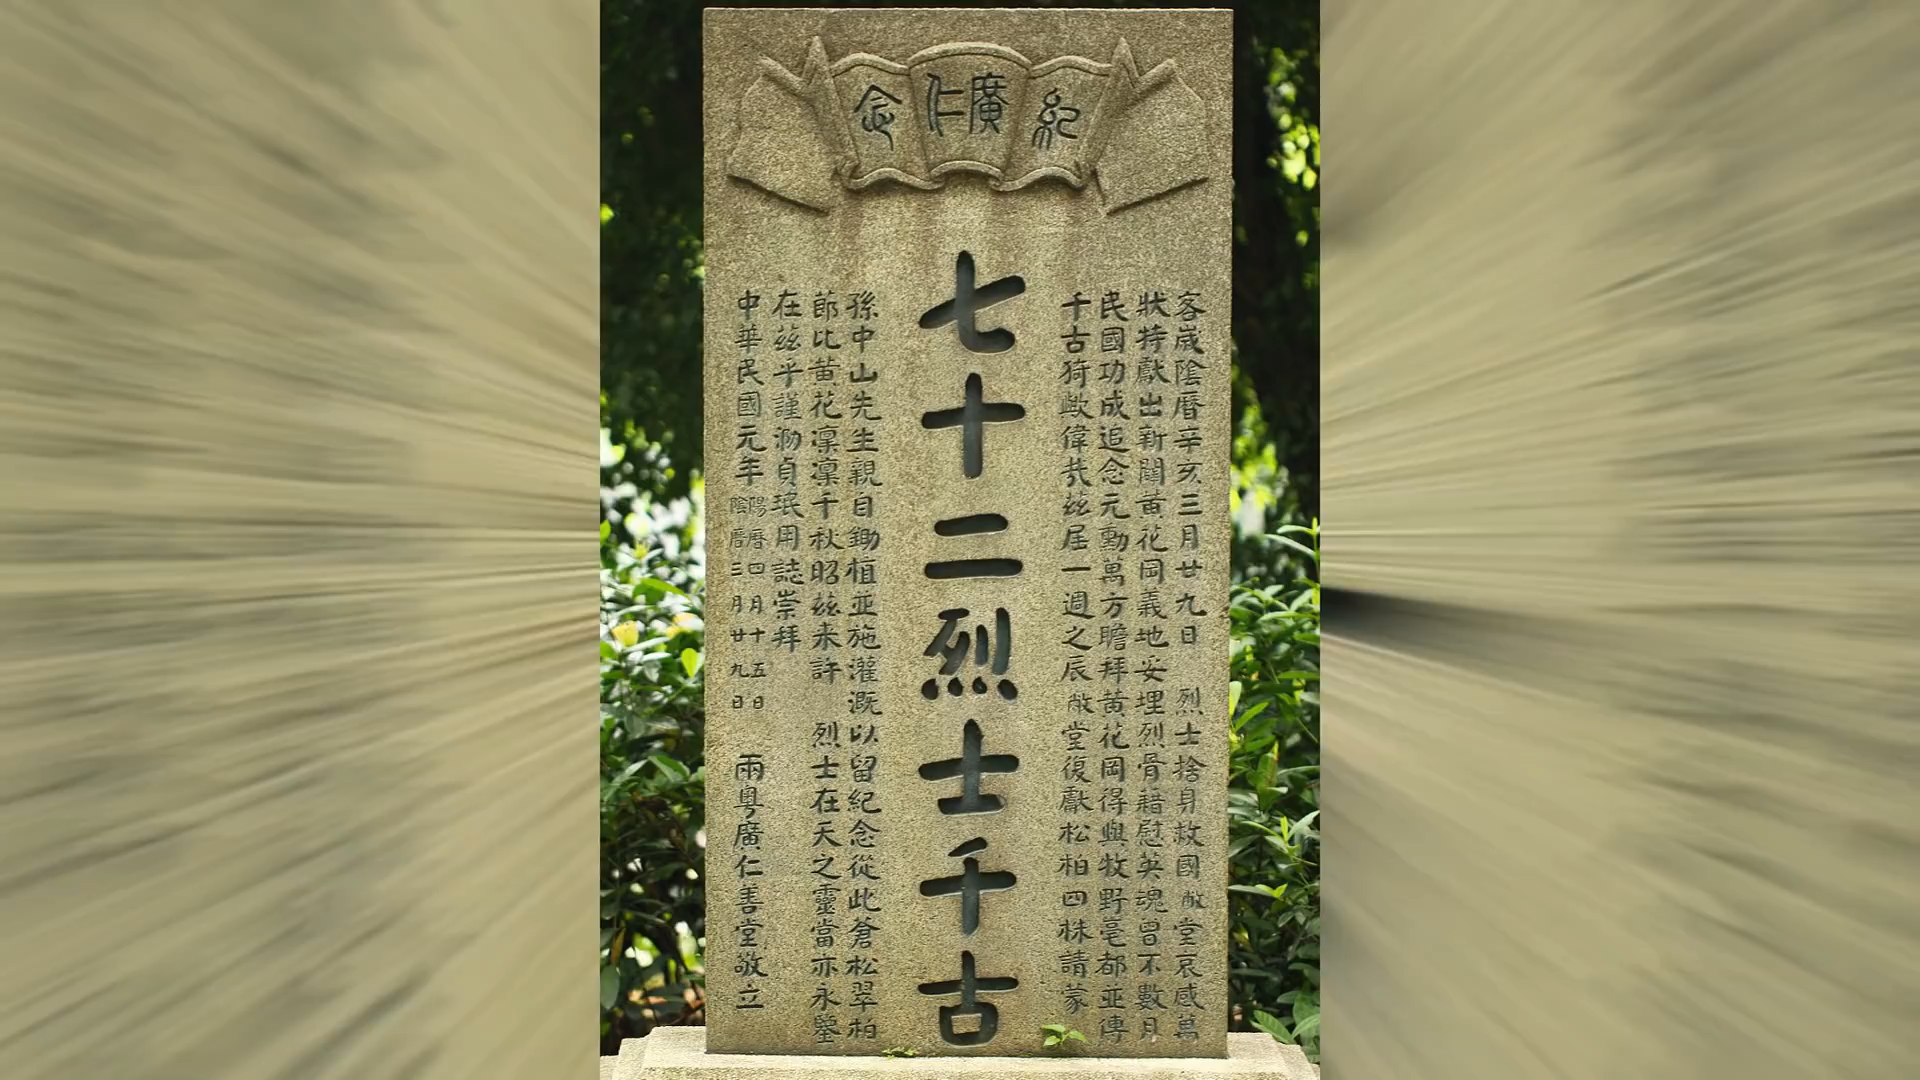 紀廣仁念
客歲陰曆辛亥三月廿九日　烈士捨身救國敝堂哀感萬
狀特獻出新闢黃花岡義地妥埋烈骨藉慰英魂曾不數月
民國功成追念元勳萬方瞻拜黃花岡得與牧野亳都並傳
千古猗歟偉哉茲屆一週之辰敝堂復獻松柏四株請蒙
七十二烈士千古
孫中山先生親自鋤植並施灌溉以留紀念從此蒼松翠柏
節比黃花凜凜千秋昭茲來許　烈士在天之靈當亦永鑒
在茲乎謹泐貞珉用誌崇拜
中華民國元年陽曆四月十五日陰曆三月廿九日　兩粵廣仁善堂敬立